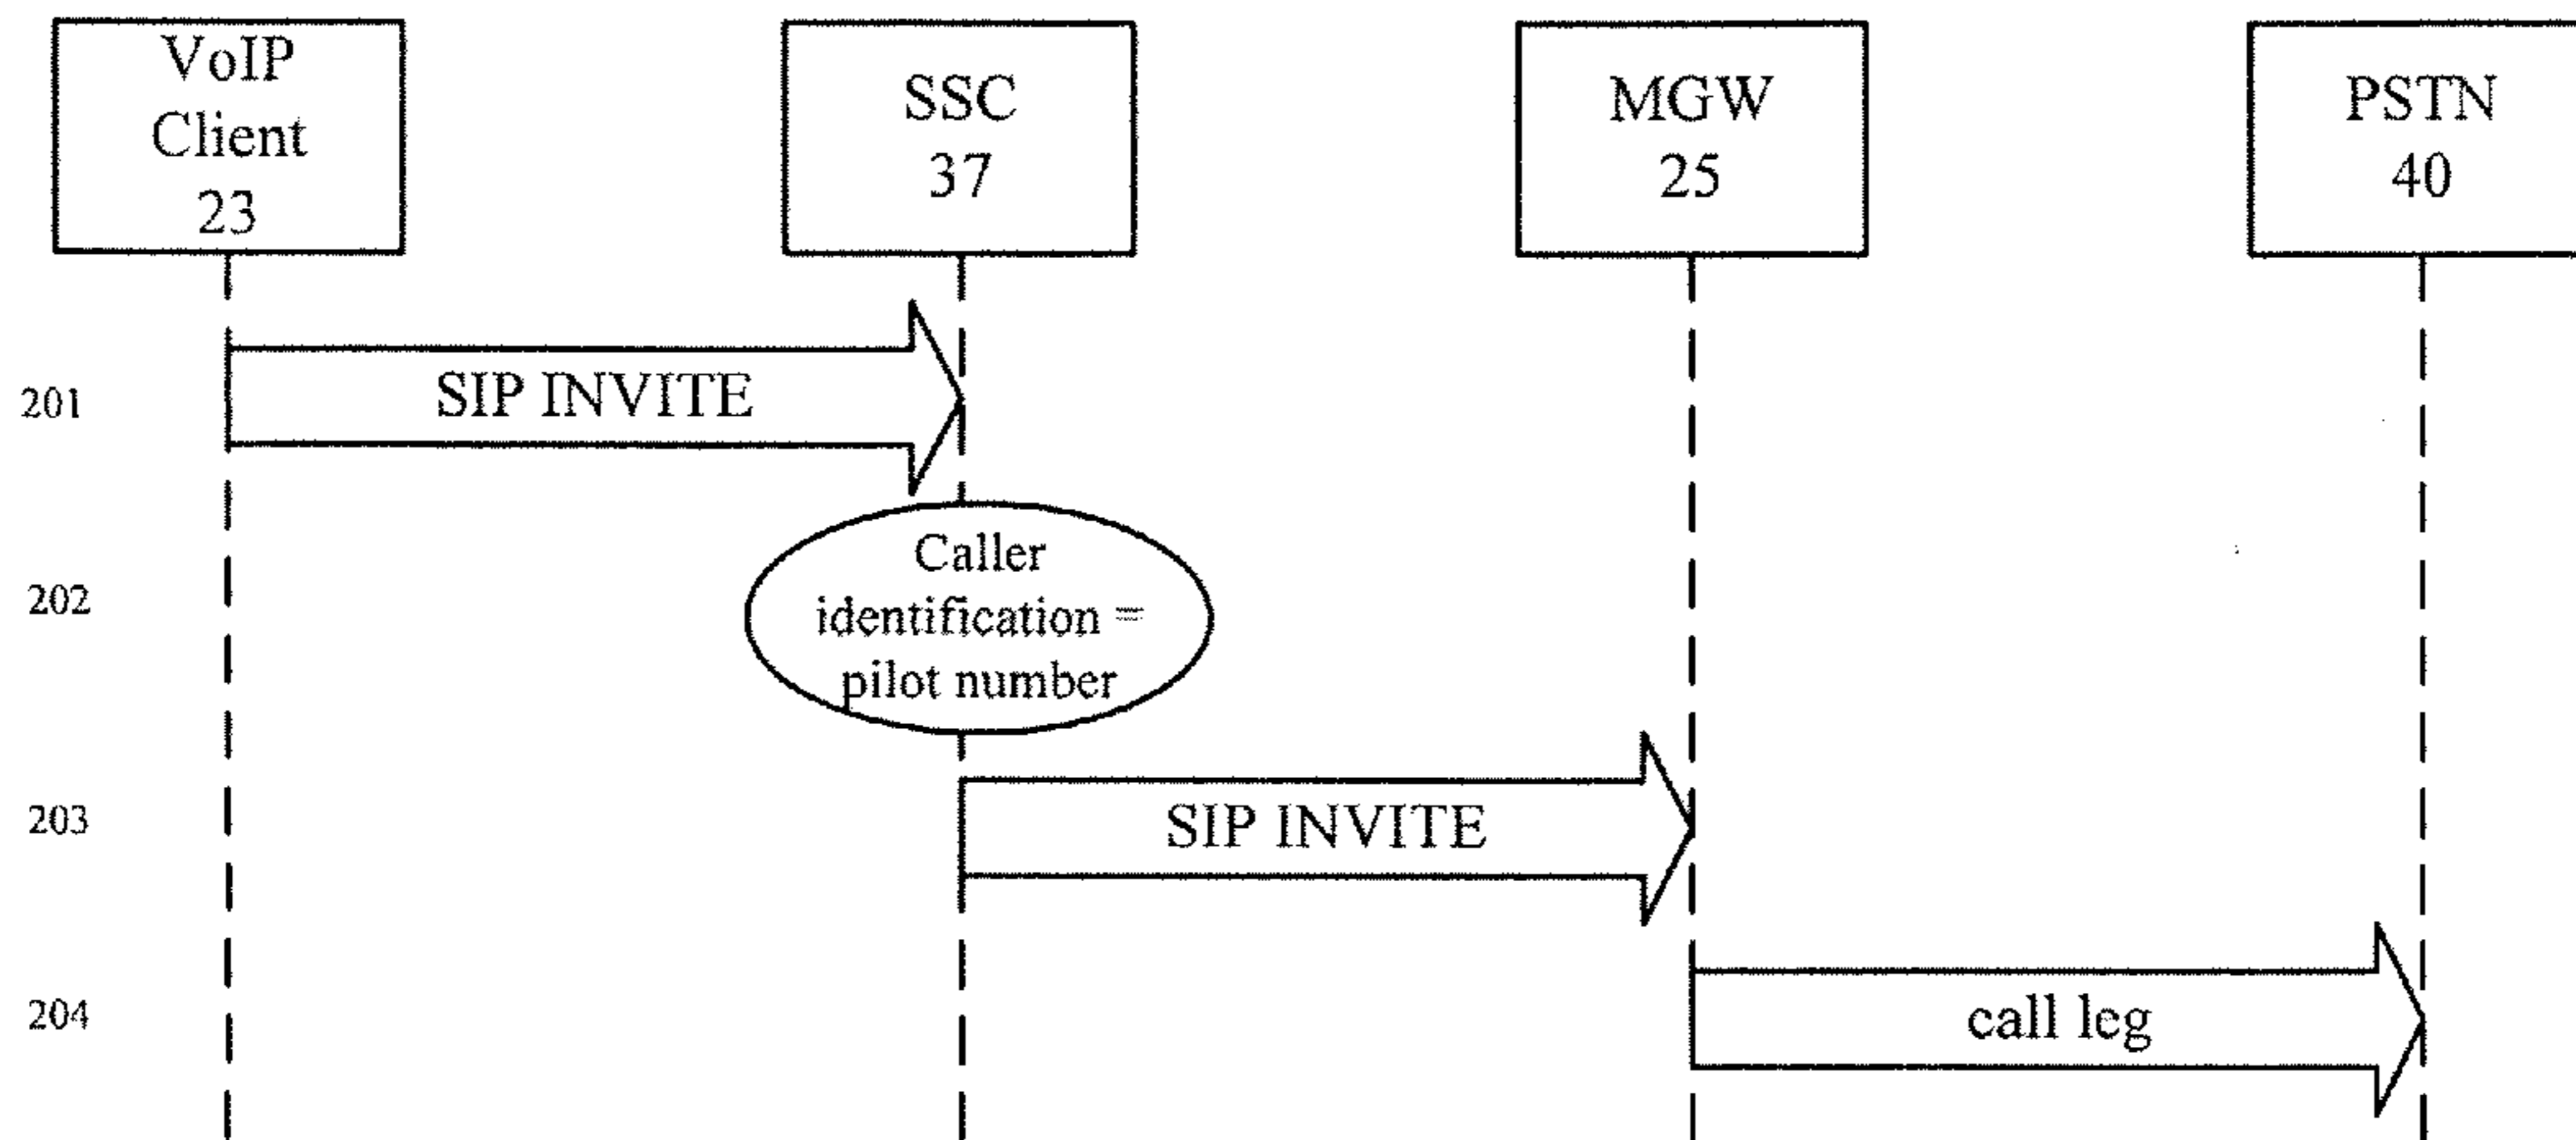 VoIP
Client
23
SSC
37
MGW
25
PSTN
40
201
SIP INVITE
202
Caller
identification =
pilot number
203
SIP INVITE
204
call leg